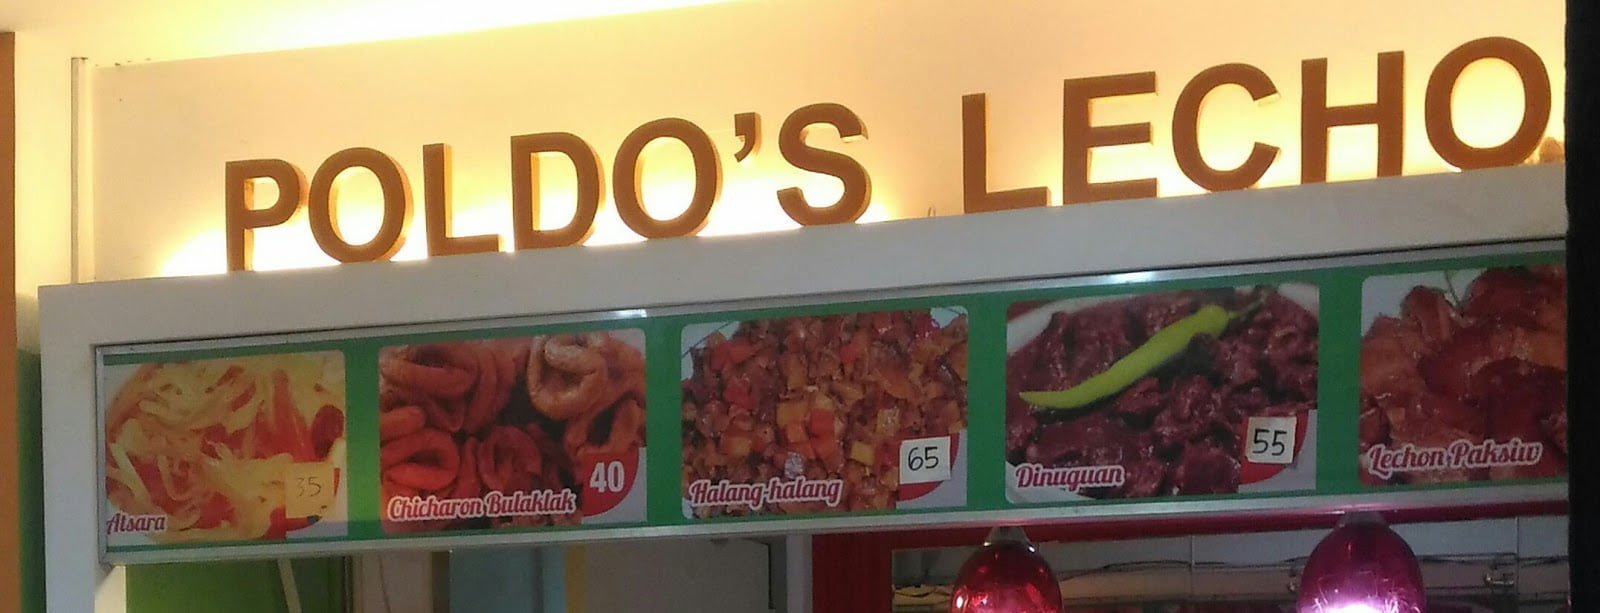 POLDO'S LECHO
Atsara
35
Chicharon Bulaklak
40
Halang-halang
65
Dinuguan
55
Lechon Paksiw